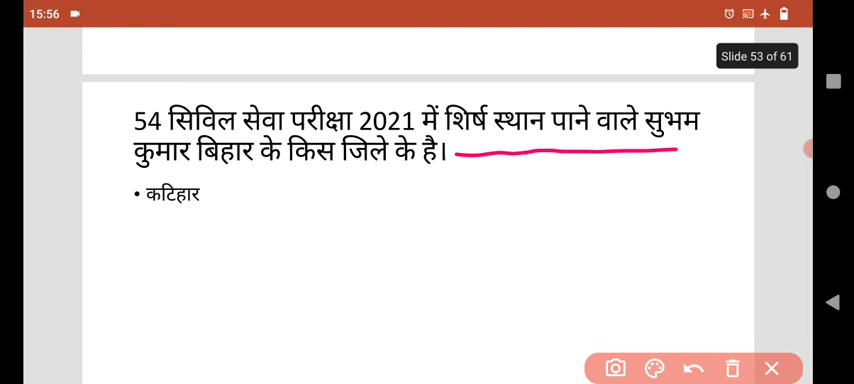 15:56
Slide 53 of 61
54 सिविल सेवा परीक्षा 2021 में शिर्ष स्थान पाने वाले सुभम
कुमार बिहार के किस जिले के है।
• कटिहार